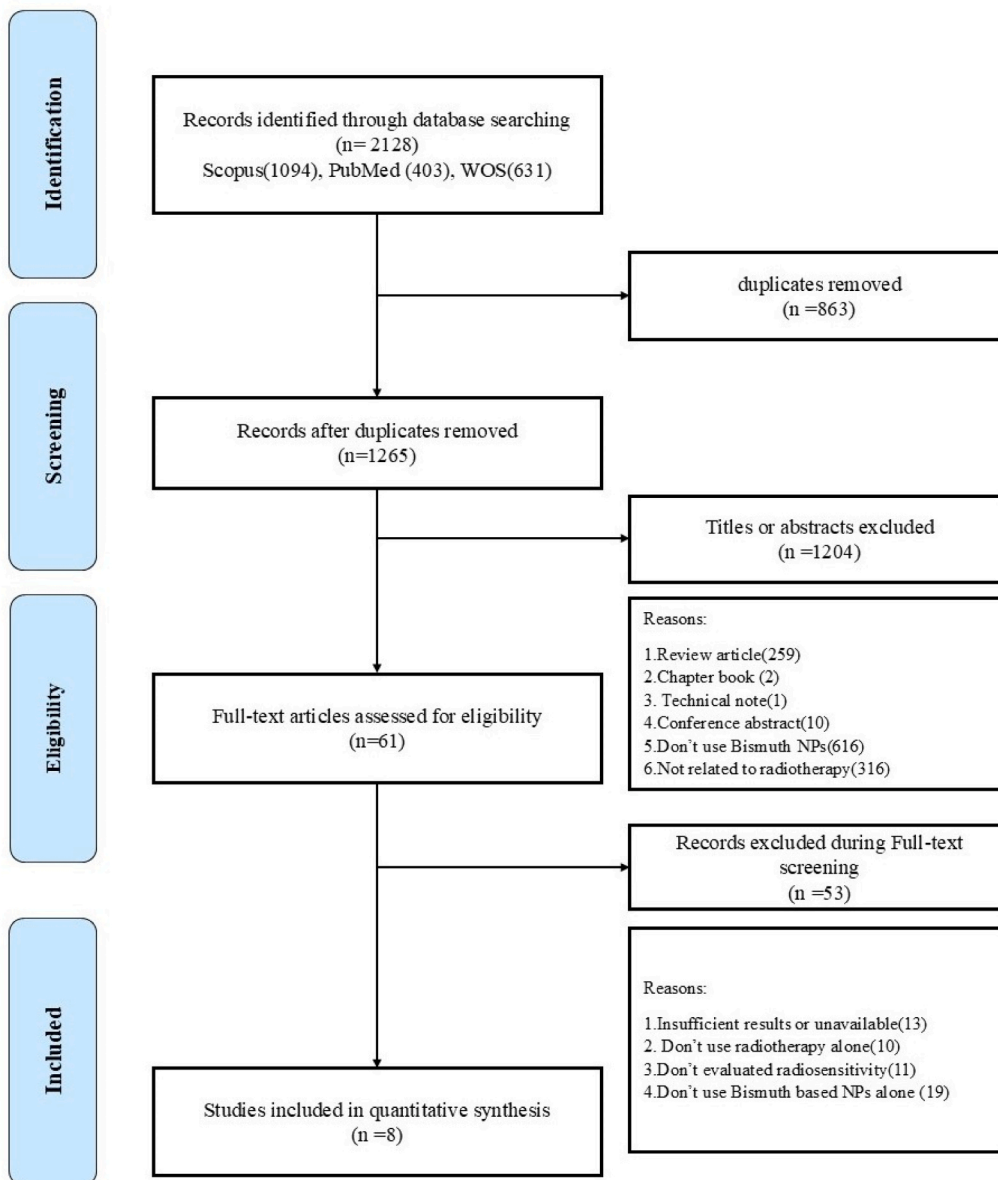 Identification
Records identified through database searching
(n= 2128)
Scopus(1094), PubMed (403), WOS(631)
duplicates removed
(n =863)
Screening
Records after duplicates removed
(n=1265)
Titles or abstracts excluded
(n =1204)
Eligibility
Full-text articles assessed for eligibility
(n=61)
Reasons:
1.Review article(259)
2.Chapter book (2)
3. Technical note(1)
4.Conference abstract(10)
5.Don’t use Bismuth NPs(616)
6.Not related to radiotherapy(316)
Records excluded during Full-text
screening
(n =53)
Included
Studies included in quantitative synthesis
(n =8)
Reasons:
1.Insufficient results or unavailable(13)
2. Don’t use radiotherapy alone(10)
3.Don’t evaluated radiosensitivity(11)
4.Don’t use Bismuth based NPs alone (19)